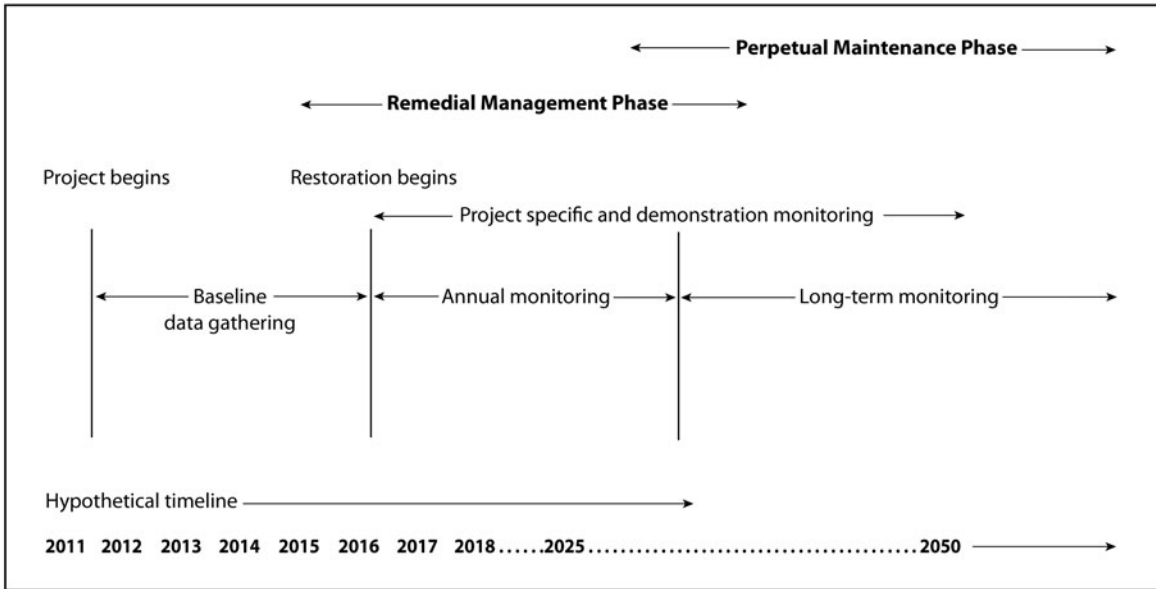 Perpetual Maintenance Phase
Remedial Management Phase
Project begins
Restoration begins
Project specific and demonstration monitoring
Baseline
data gathering
Annual monitoring
Long-term monitoring
Hypothetical timeline
2011 2012 2013 2014 2015 2016 2017 2018......2025........................................2050